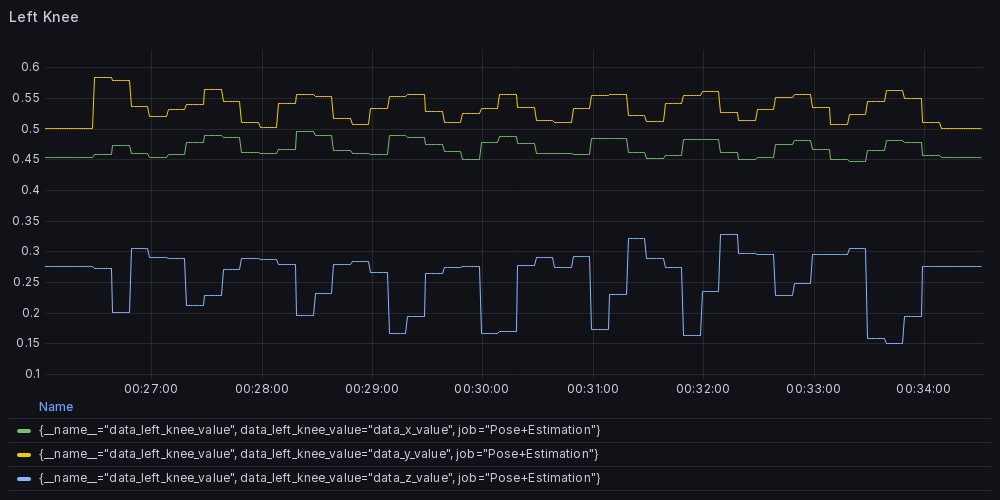 Left Knee
0.6
0.55
0.5
0.45
0.4
0.35
0.3
0.25
0.2
0.15
0.1
00:27:00 00:28:00 00:29:00 00:30:00 00:31:00 00:32:00 00:33:00 00:34:00
Name
{__name__="data_left_knee_value", data_left_knee_value="data_x_value", job="Pose+Estimation"}
{__name__="data_left_knee_value", data_left_knee_value="data_y_value", job="Pose+Estimation"}
{__name__="data_left_knee_value", data_left_knee_value="data_z_value", job="Pose+Estimation"}